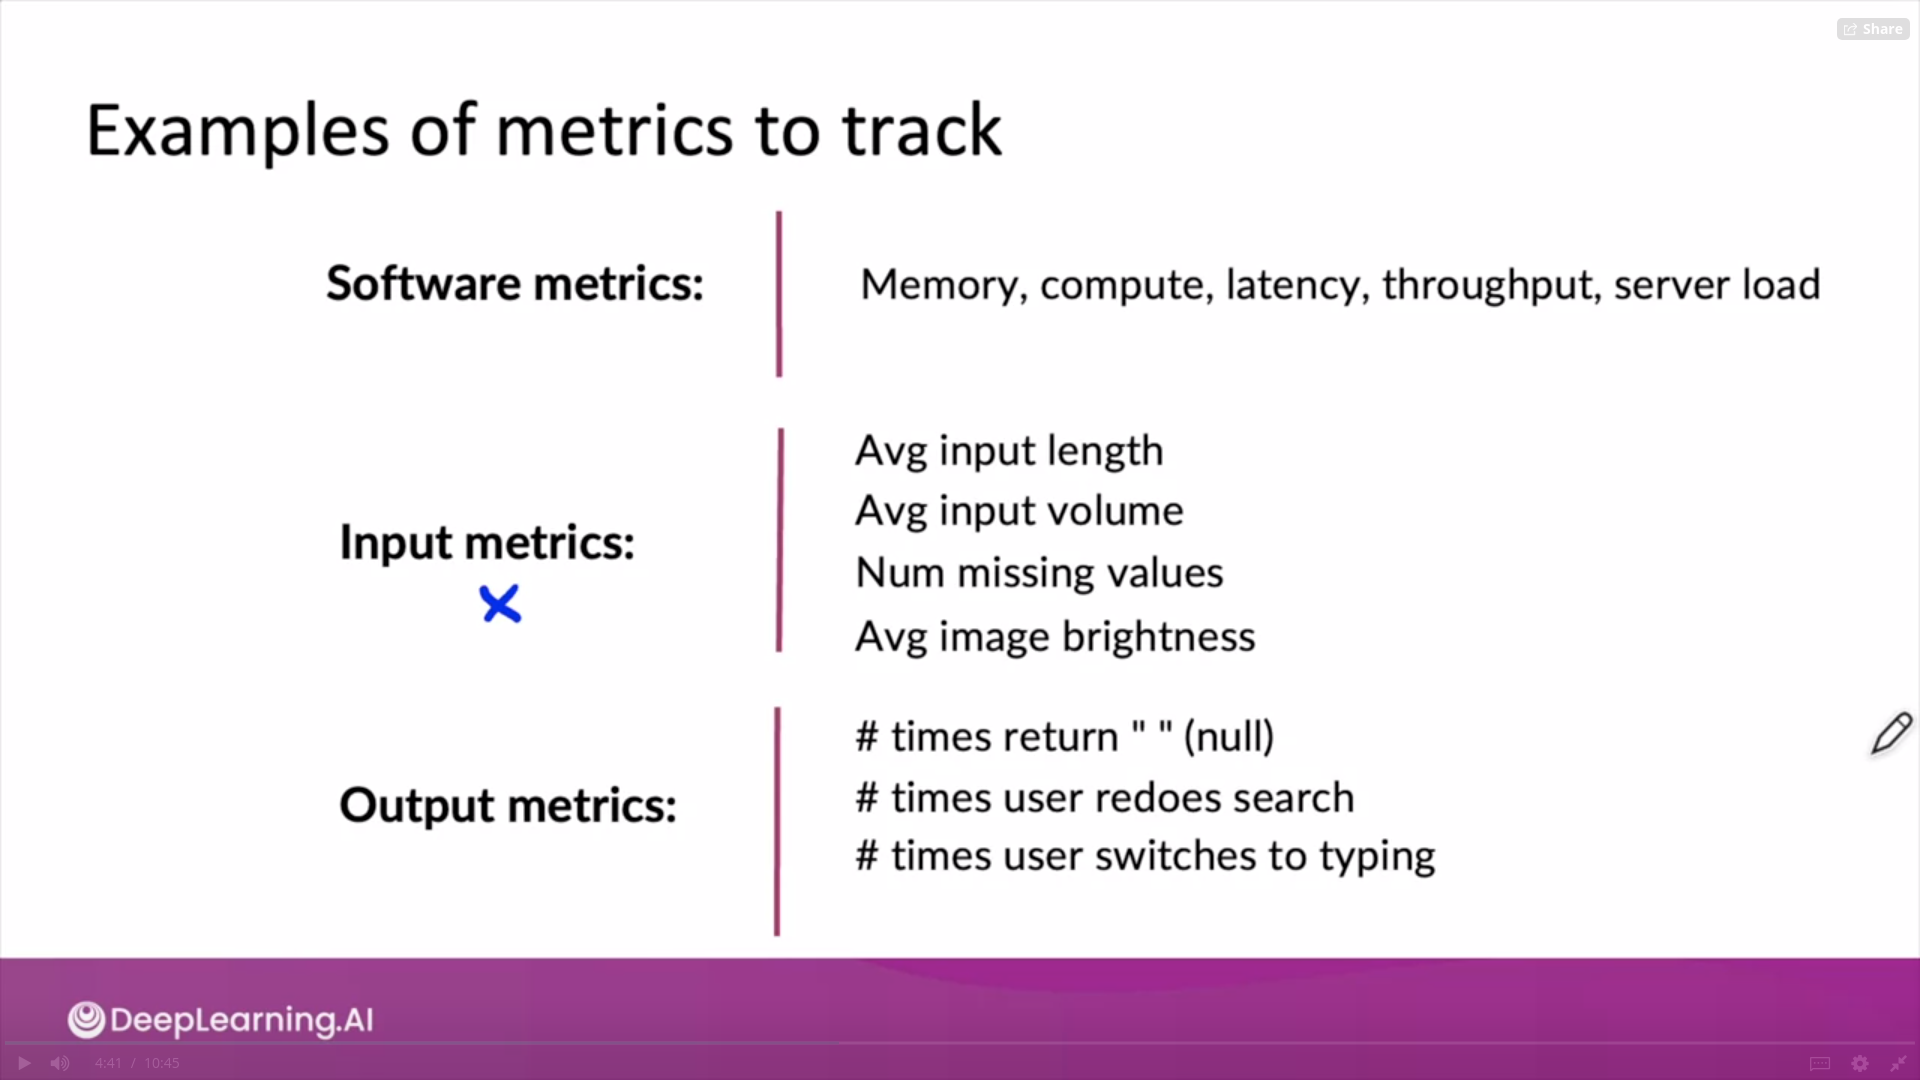 Share
Examples of metrics to track
Software metrics:
Memory, compute, latency, throughput, server load
Input metrics:
x
Avg input length
Avg input volume
Num missing values
Avg image brightness
Output metrics:
# times return " " (null)
# times user redoes search
# times user switches to typing
DeepLearning.AI
4:41 / 10:45